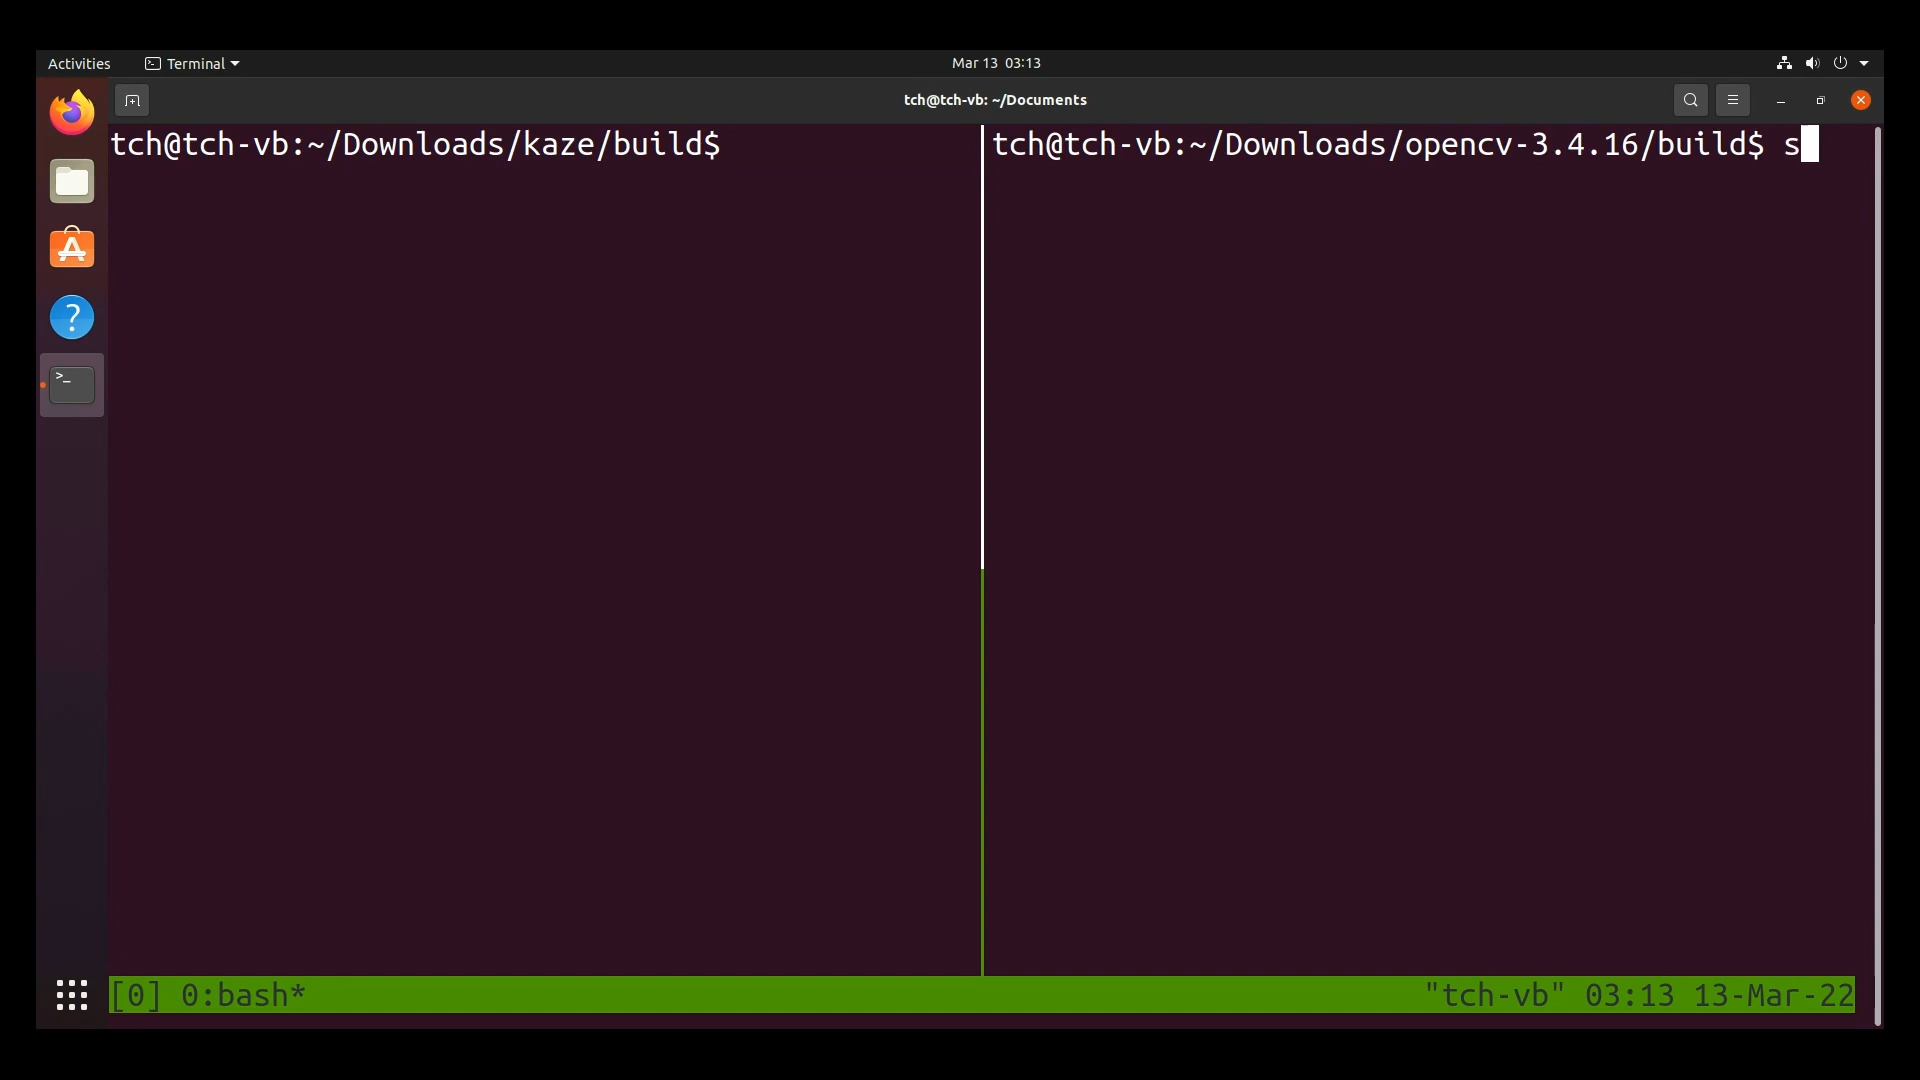 Activities
Terminal
Mar 13 03:13
tch@tch-vb: ~/Documents
tch@tch-vb:~/Downloads/kaze/build$
tch@tch-vb:~/Downloads/opencv-3.4.16/build$ s
>_
?
[0] 0:bash*
"tch-vb" 03:13 13-Mar-22